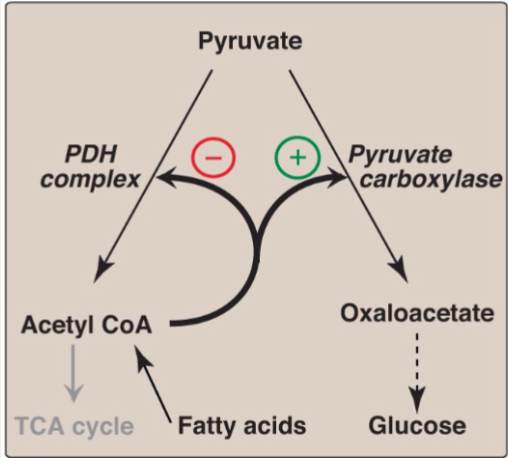 Pyruvate
PDH
complex
−
+
Pyruvate
carboxylase
Acetyl CoA
Oxaloacetate
TCA cycle
Fatty acids
Glucose